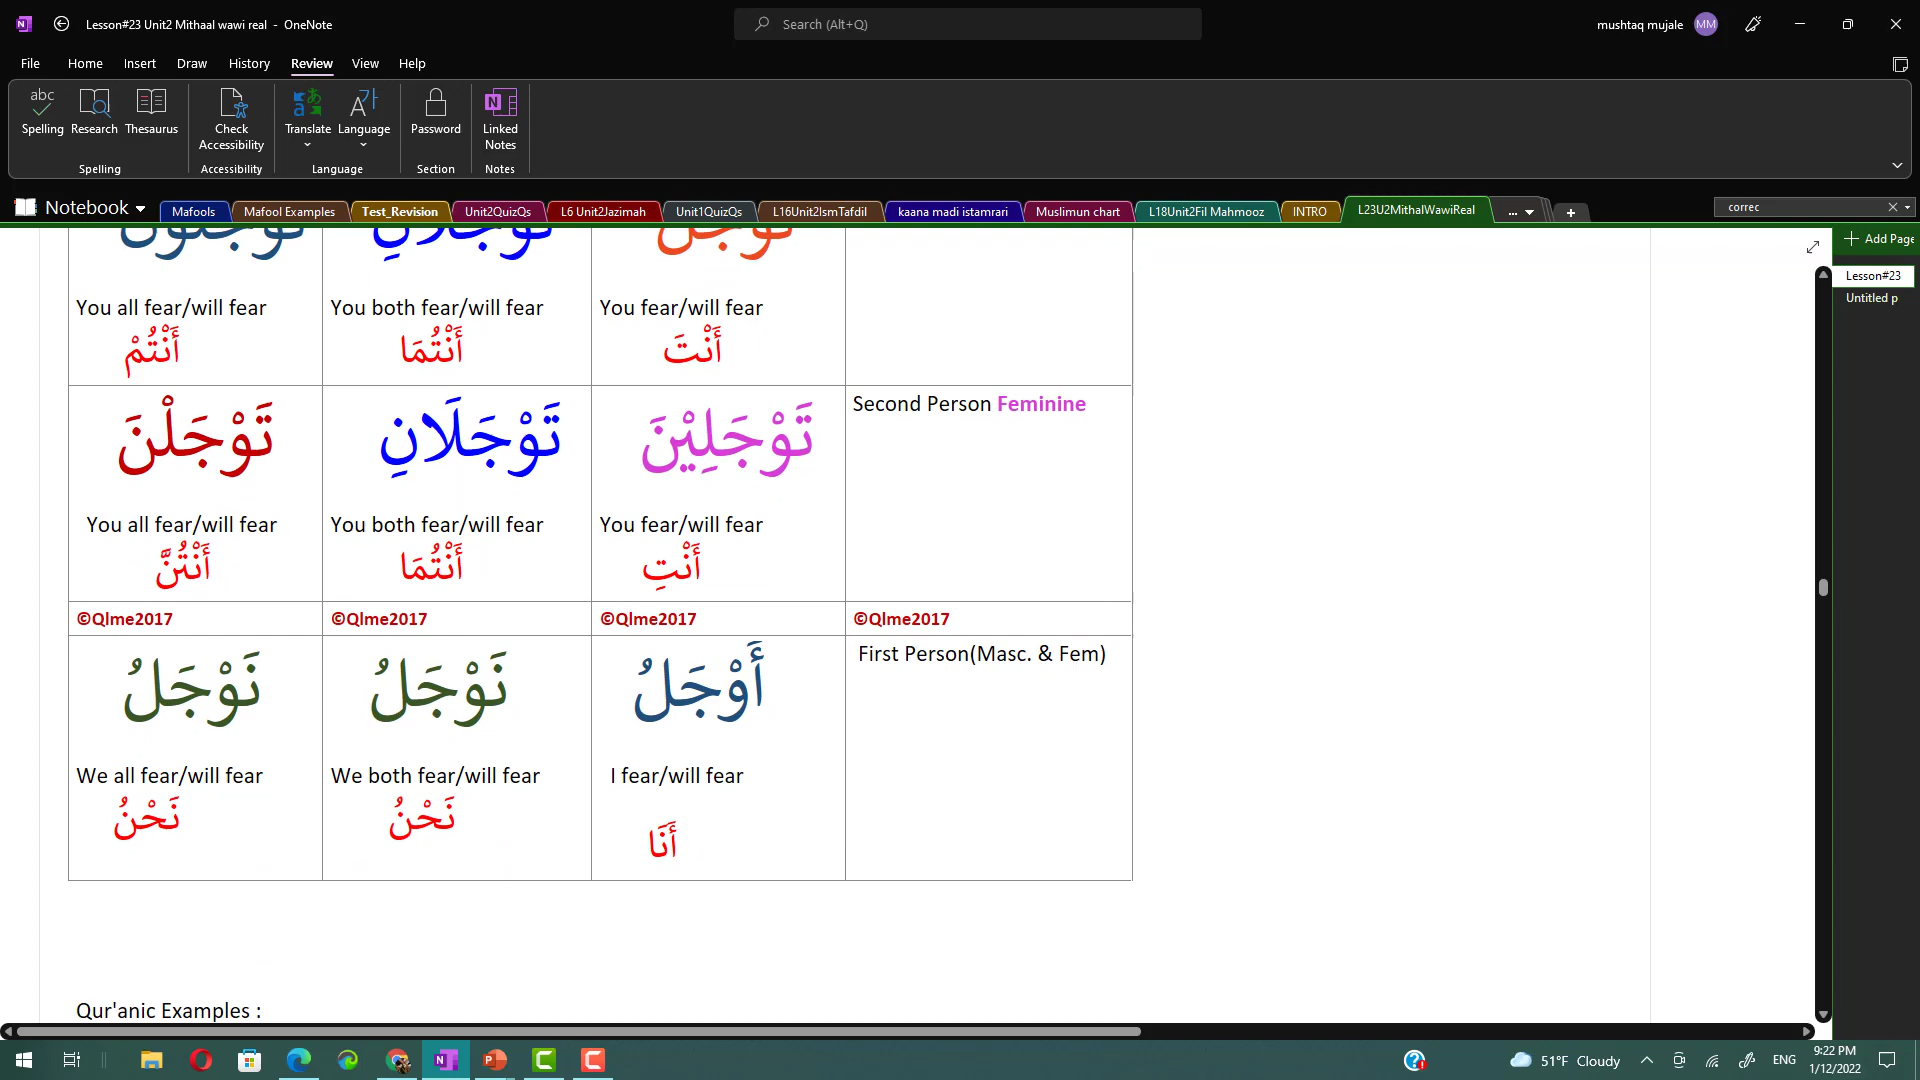 Lesson#23 Unit2 Mithaal wawi real - OneNote
Search (Alt+Q)
mushtaq mujale
MM
File Home Insert Draw History Review View Help
Spelling Research Thesaurus
Check Accessibility
Translate Language
Password
Linked Notes
Spelling Accessibility Language Section Notes
Notebook
Mafools Mafool Examples Test_Revision Unit2QuizQs L6 Unit2Jazimah Unit1QuizQs L16Unit2IsmTafdil kaana madi istamrari Muslimun chart L18Unit2Fil Mahmooz INTRO L23U2MithalWawiReal ...
correc
Add Page
Lesson#23
Untitled p
You all fear/will fear You both fear/will fear You fear/will fear
أَنْتُمْ أَنْتُمَا أَنْتَ
تَوْجَلْنَ تَوْجَلَانِ تَوْجَلِيْنَ Second Person Feminine
You all fear/will fear You both fear/will fear You fear/will fear
أَنْتُنَّ أَنْتُمَا أَنْتِ
©Qlme2017 ©Qlme2017 ©Qlme2017 ©Qlme2017
نَوْجَلُ نَوْجَلُ أَوْجَلُ First Person(Masc. & Fem)
We all fear/will fear We both fear/will fear I fear/will fear
نَحْنُ نَحْنُ أَنَا
Qur'anic Examples :
51°F Cloudy
ENG
9:22 PM
1/12/2022